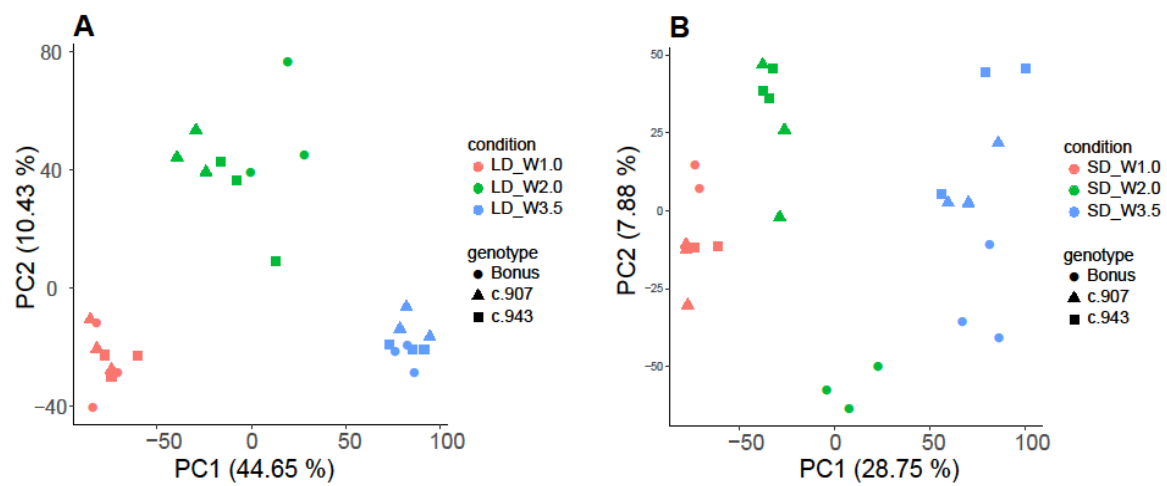 A
80
40
0
−40
PC2 (10.43 %)
−50
0
50
100
PC1 (44.65 %)
condition
LD_W1.0
LD_W2.0
LD_W3.5
genotype
Bonus
c.907
c.943
B
50
25
0
−25
−50
PC2 (7.88 %)
−50
0
50
100
PC1 (28.75 %)
condition
SD_W1.0
SD_W2.0
SD_W3.5
genotype
Bonus
c.907
c.943